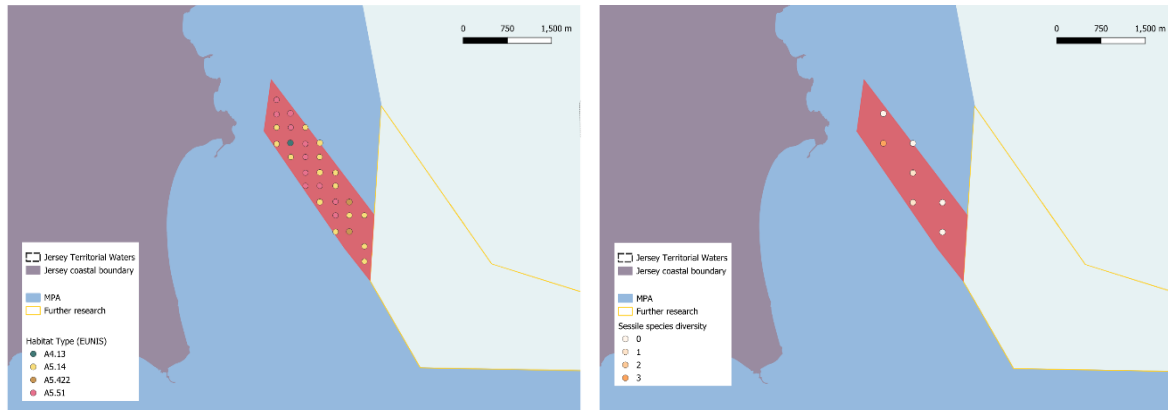 0 750 1,500 m
Jersey Territorial Waters
Jersey coastal boundary
MPA
Further research
Habitat Type (EUNIS)
A4.13
A5.14
A5.422
A5.51
0 750 1,500 m
Jersey Territorial Waters
Jersey coastal boundary
MPA
Further research
Sessile species diversity
0
1
2
3